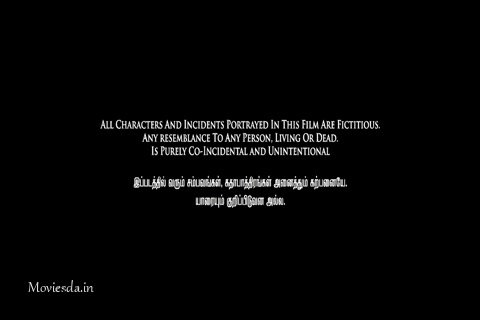 ALL CHARACTERS AND INCIDENTS PORTRAYED IN THIS FILM ARE FICTITIOUS.
ANY RESEMBLANCE TO ANY PERSON, LIVING OR DEAD.
IS PURELY CO-INCIDENTAL AND UNINTENTIONAL
இப்படத்தில் வரும் சம்பவங்கள், கதாபாத்திரங்கள் அனைத்தும் கற்பனையே.
யாரையும் குறிப்பிடுவன அல்ல.
Moviesda.in